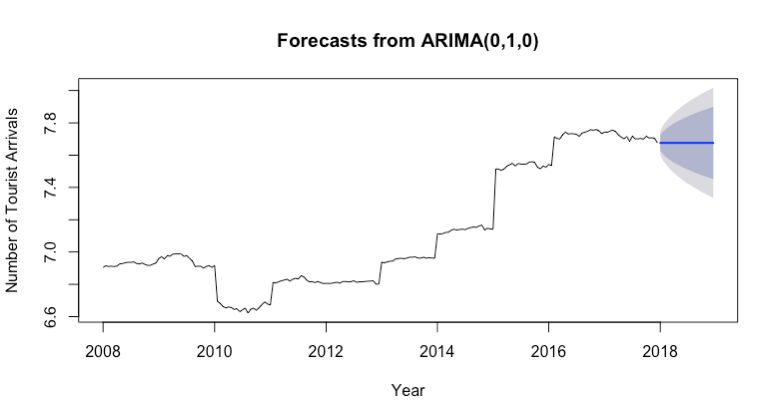 Forecasts from ARIMA(0,1,0)
Number of Tourist Arrivals
7.8
7.4
7.0
6.6
2008 2010 2012 2014 2016 2018
Year